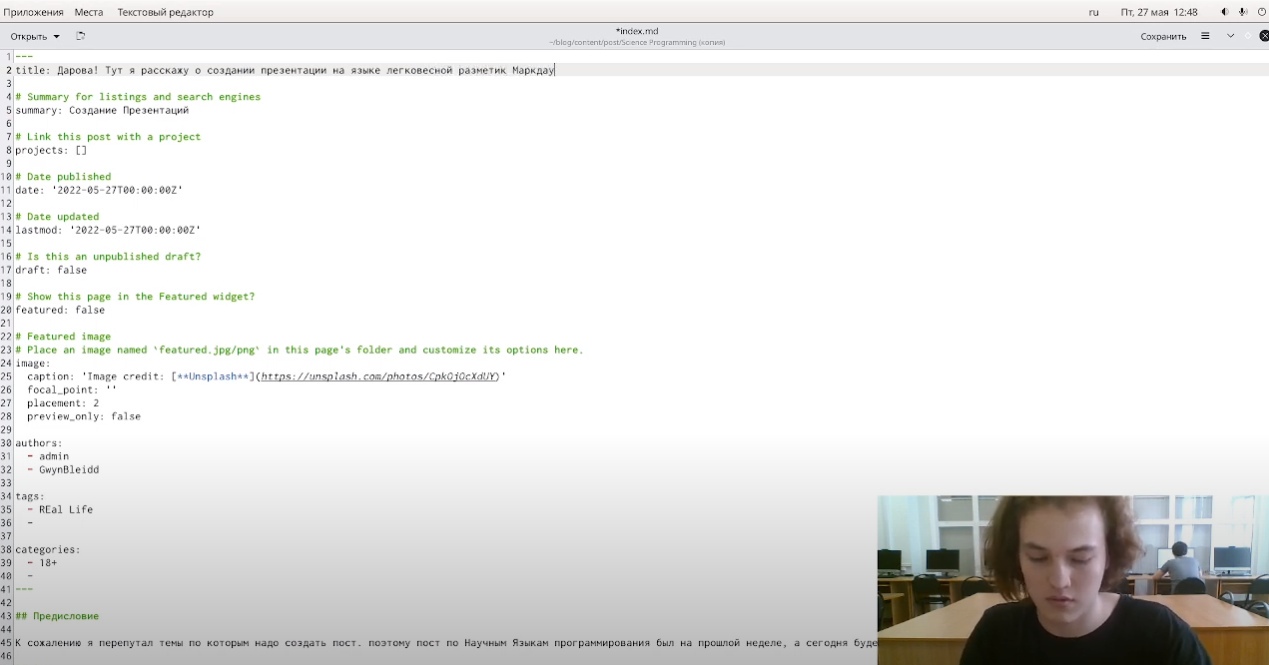 Приложения Места Текстовый редактор ru Пт, 27 мая 12:48
Открыть *index.md Сохранить
~/blog/content/post/Science Programming (копия)
1 ---
2 title: Дарова! Тут я расскажу о создании презентации на языке легковесной разметик Маркдау
3
4 # Summary for listings and search engines
5 summary: Создание Презентаций
6
7 # Link this post with a project
8 projects: []
9
10 # Date published
11 date: '2022-05-27T00:00:00Z'
12
13 # Date updated
14 lastmod: '2022-05-27T00:00:00Z'
15
16 # Is this an unpublished draft?
17 draft: false
18
19 # Show this page in the Featured widget?
20 featured: false
21
22 # Featured image
23 # Place an image named `featured.jpg/png` in this page's folder and customize its options here.
24 image:
25 caption: 'Image credit: [**Unsplash**](https://unsplash.com/photos/CpkOjOcXdUY)'
26 focal_point: ''
27 placement: 2
28 preview_only: false
29
30 authors:
31 - admin
32 - GwynBleidd
33
34 tags:
35 - REal Life
36 -
37
38 categories:
39 - 18+
40 -
41 ---
42
43 ## Предисловие
44
45 К сожалению я перепутал темы по которым надо создать пост. поэтому пост по Научным Языкам программирования был на прошлой неделе, а сегодня буде
46